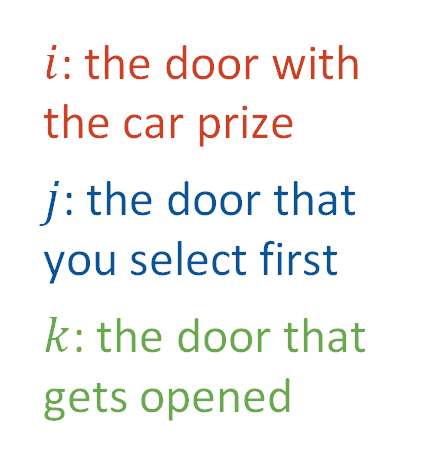 i: the door with
the car prize
j: the door that
you select first
k: the door that
gets opened